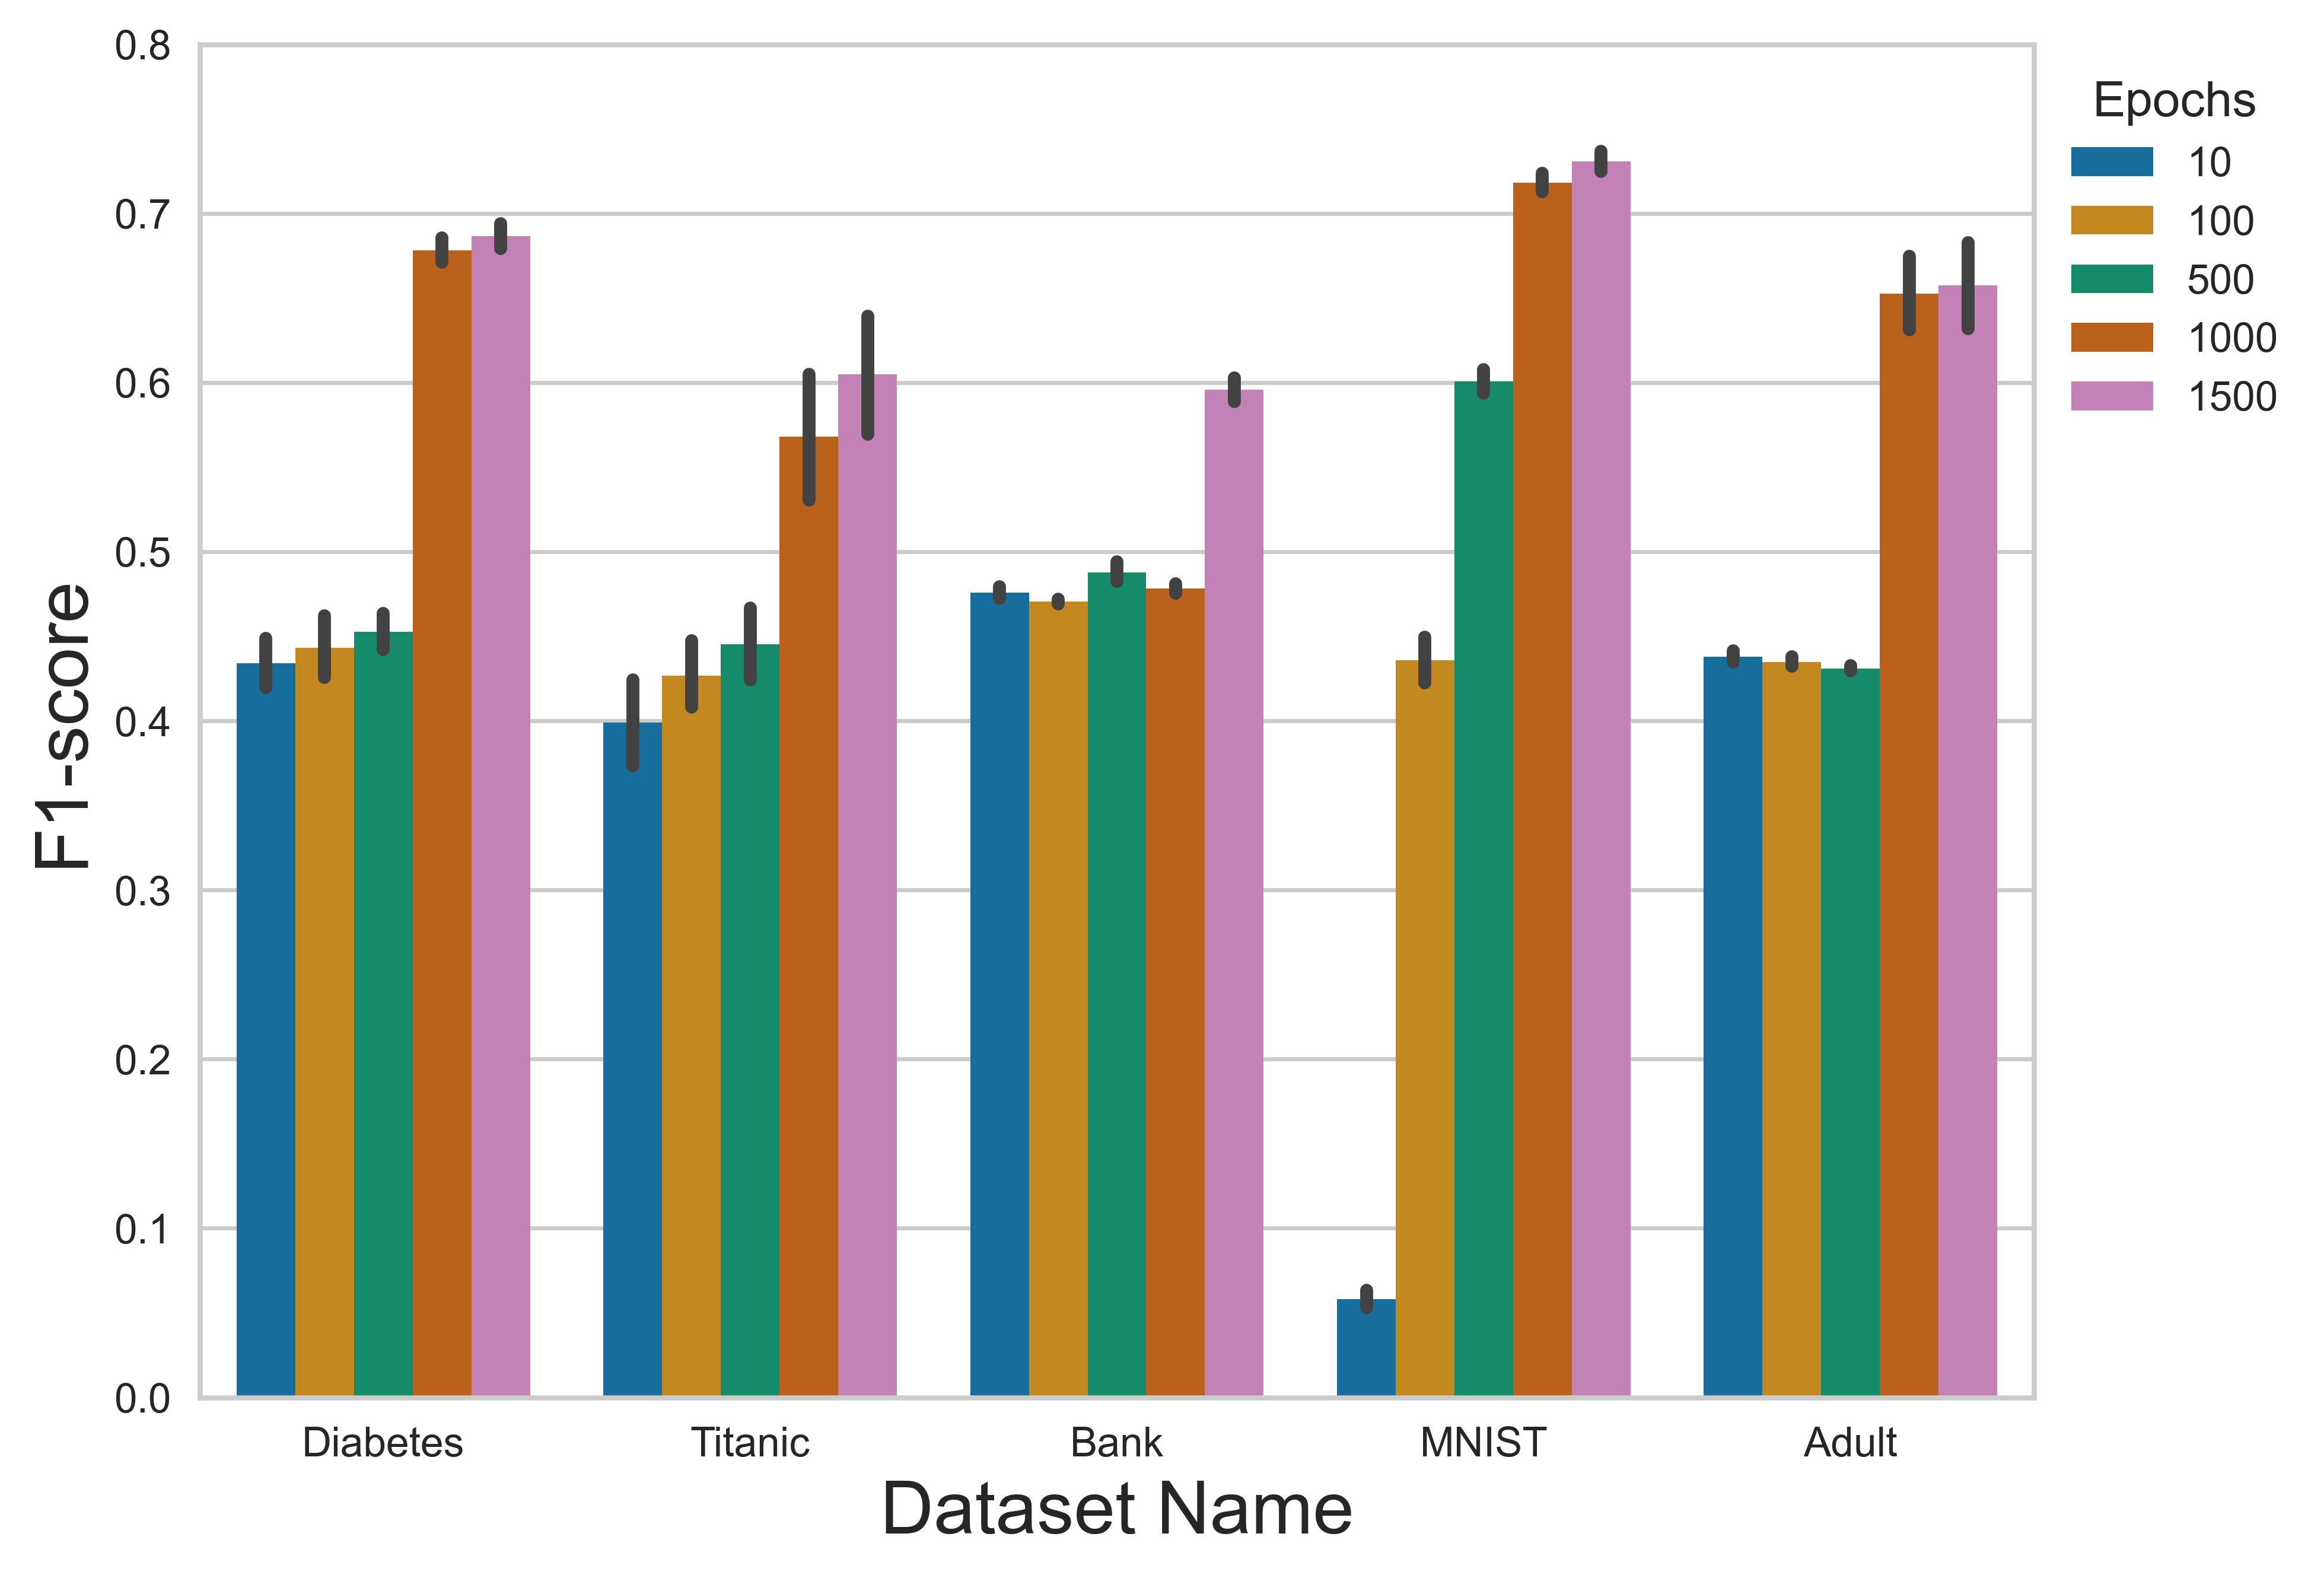 F1-score
0.8
0.7
0.6
0.5
0.4
0.3
0.2
0.1
0.0
Diabetes
Titanic
Bank
MNIST
Adult
Dataset Name
Epochs
10
100
500
1000
1500